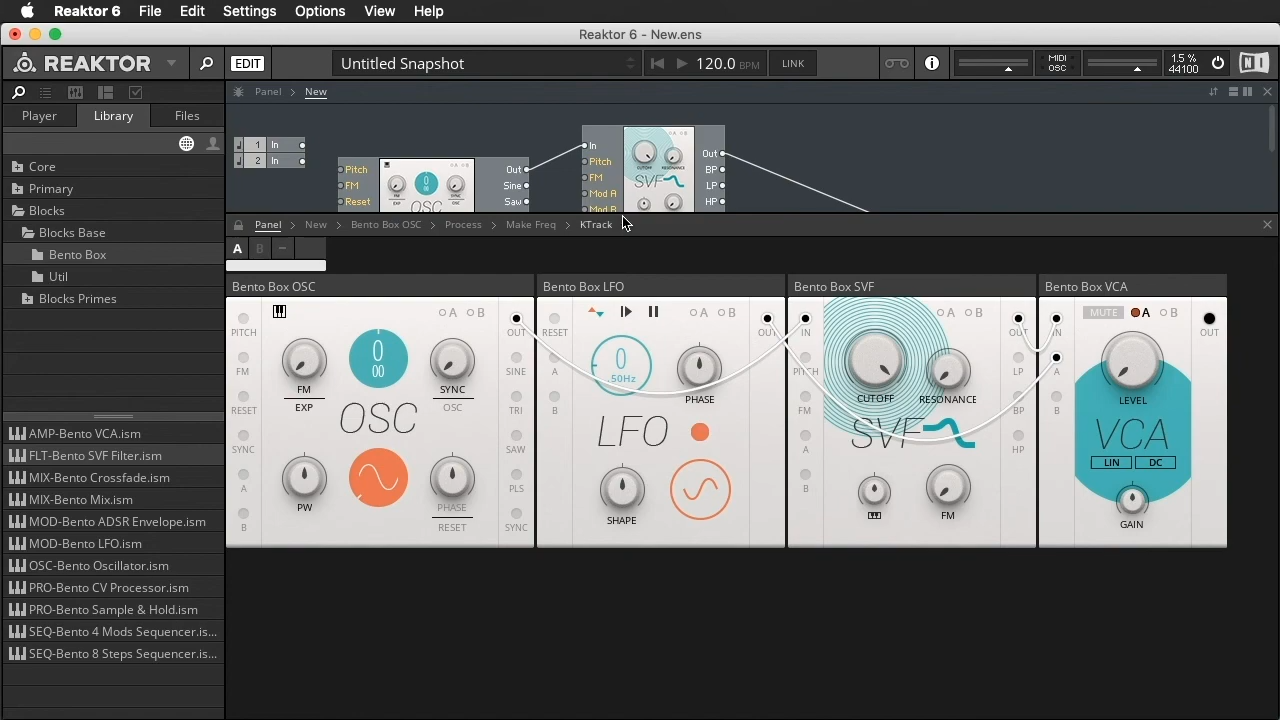 Reaktor 6 File Edit Settings Options View Help
Reaktor 6 - New.ens
REAKTOR EDIT Untitled Snapshot 120.0 BPM LINK MIDI OSC 1.5 % 44100
Panel New
Player Library Files
Core
Primary
Blocks
Blocks Base
Bento Box
Util
Blocks Primes
AMP-Bento VCA.ism
FLT-Bento SVF Filter.ism
MIX-Bento Crossfade.ism
MIX-Bento Mix.ism
MOD-Bento ADSR Envelope.ism
MOD-Bento LFO.ism
OSC-Bento Oscillator.ism
PRO-Bento CV Processor.ism
PRO-Bento Sample & Hold.ism
SEQ-Bento 4 Mods Sequencer.is...
SEQ-Bento 8 Steps Sequencer.is...
1 In
2 In
Pitch
FM
Reset
OSC
Out
Sine
Saw
In
Pitch
FM
Mod A
Mod B
CUTOFF RESONANCE
SVF
Out
BP
LP
HP
Panel New Bento Box OSC Process Make Freq KTrack
A B
Bento Box OSC
A B
PITCH
FM
RESET
SYNC
A
B
0
00
FM
EXP
SYNC
OSC
OSC
PW
PHASE
RESET
OUT
SINE
TRI
SAW
PLS
SYNC
Bento Box LFO
A B
RESET
A
B
0
.50Hz
PHASE
LFO
SHAPE
OUT
Bento Box SVF
A B
IN
PITCH
FM
A
B
CUTOFF RESONANCE
SVF
FM
OUT
LP
BP
HP
Bento Box VCA
MUTE A B
IN
A
B
LEVEL
VCA
LIN DC
GAIN
OUT